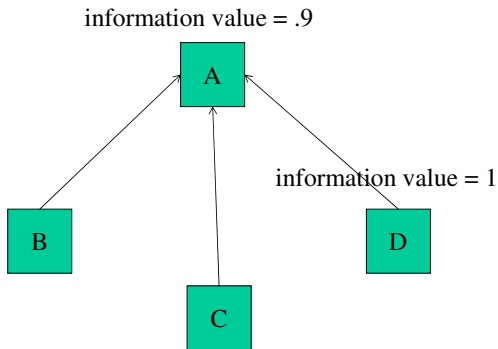 information value = .9
A
information value = 1
B
D
C